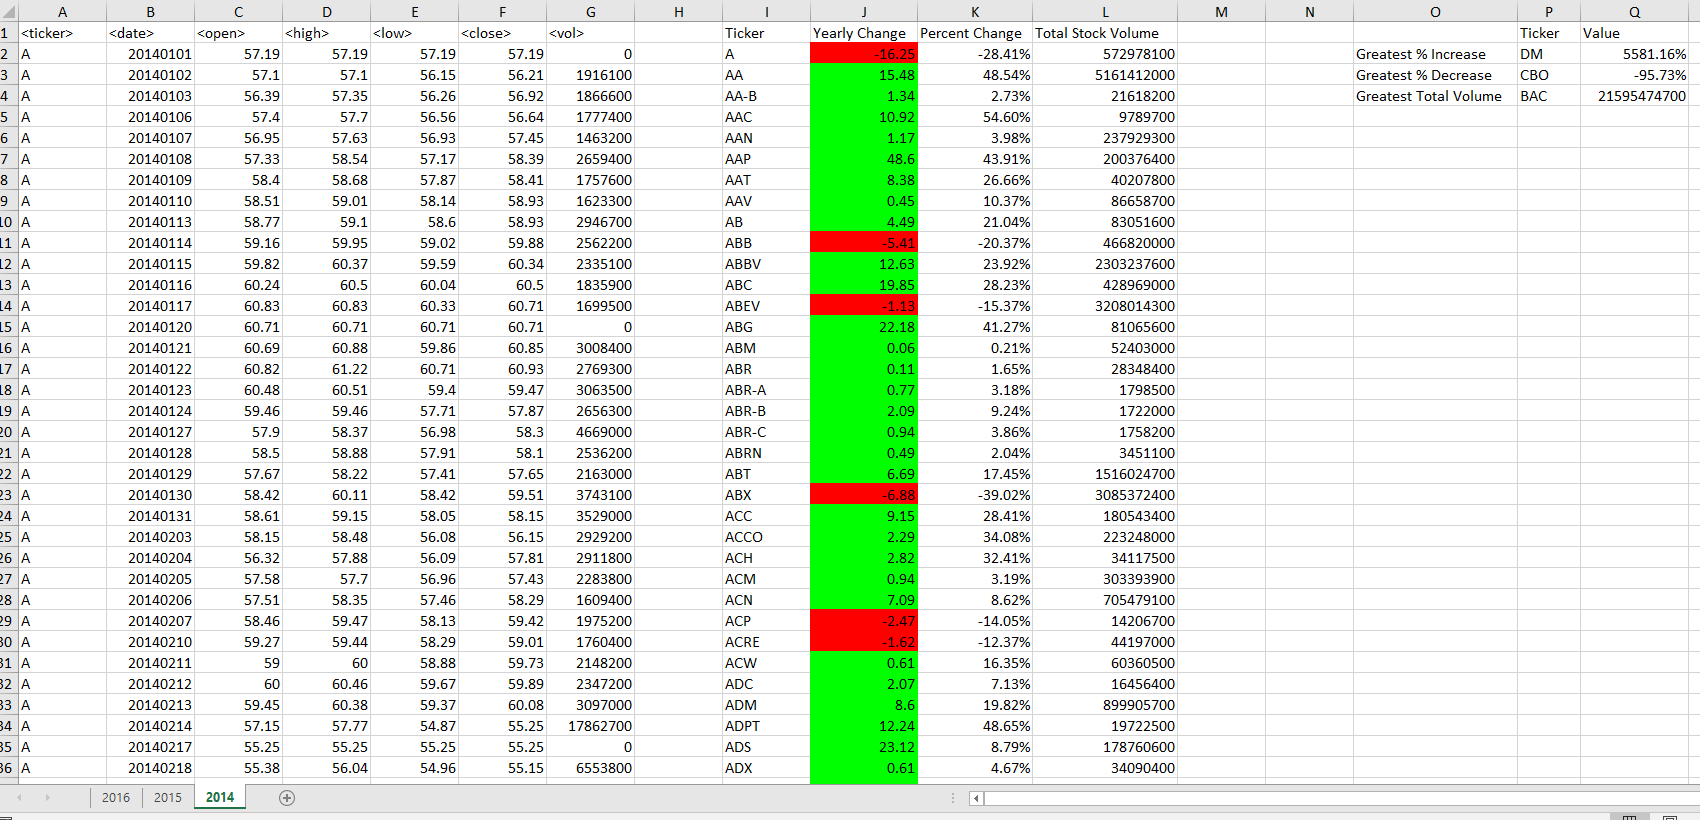 A B C D E F G H I J K L M N O P Q
1 <ticker> <date> <open> <high> <low> <close> <vol> Ticker Yearly Change Percent Change Total Stock Volume Ticker Value
2 A 20140101 57.19 57.19 57.19 57.19 0 A -16.25 -28.41% 572978100 Greatest % Increase DM 5581.16%
3 A 20140102 57.1 57.1 56.15 56.21 1916100 AA 15.48 48.54% 5161412000 Greatest % Decrease CBO -95.73%
4 A 20140103 56.39 57.35 56.26 56.92 1866600 AA-B 1.34 2.73% 21618200 Greatest Total Volume BAC 21595474700
5 A 20140106 57.4 57.7 56.56 56.64 1777400 AAC 10.92 54.60% 9789700
6 A 20140107 56.95 57.63 56.93 57.45 1463200 AAN 1.17 3.98% 237929300
7 A 20140108 57.33 58.54 57.17 58.39 2659400 AAP 48.6 43.91% 200376400
8 A 20140109 58.4 58.68 57.87 58.41 1757600 AAT 8.38 26.66% 40207800
9 A 20140110 58.51 59.01 58.14 58.93 1623300 AAV 0.45 10.37% 86658700
10 A 20140113 58.77 59.1 58.6 58.93 2946700 AB 4.49 21.04% 83051600
11 A 20140114 59.16 59.95 59.02 59.88 2562200 ABB -5.41 -20.37% 466820000
12 A 20140115 59.82 60.37 59.59 60.34 2335100 ABBV 12.63 23.92% 2303237600
13 A 20140116 60.24 60.5 60.04 60.5 1835900 ABC 19.85 28.23% 428969000
14 A 20140117 60.83 60.83 60.33 60.71 1699500 ABEV -1.13 -15.37% 3208014300
15 A 20140120 60.71 60.71 60.71 60.71 0 ABG 22.18 41.27% 81065600
16 A 20140121 60.69 60.88 59.86 60.85 3008400 ABM 0.06 0.21% 52403000
17 A 20140122 60.82 61.22 60.71 60.93 2769300 ABR 0.11 1.65% 28348400
18 A 20140123 60.48 60.51 59.4 59.47 3063500 ABR-A 0.77 3.18% 1798500
19 A 20140124 59.46 59.46 57.71 57.87 2656300 ABR-B 2.09 9.24% 1722000
20 A 20140127 57.9 58.37 56.98 58.3 4669000 ABR-C 0.94 3.86% 1758200
21 A 20140128 58.5 58.88 57.91 58.1 2536200 ABRN 0.49 2.04% 3451100
22 A 20140129 57.67 58.22 57.41 57.65 2163000 ABT 6.69 17.45% 1516024700
23 A 20140130 58.42 60.11 58.42 59.51 3743100 ABX -6.88 -39.02% 3085372400
24 A 20140131 58.61 59.15 58.05 58.15 3529000 ACC 9.15 28.41% 180543400
25 A 20140203 58.15 58.48 56.08 56.15 2929200 ACCO 2.29 34.08% 223248000
26 A 20140204 56.32 57.88 56.09 57.81 2911800 ACH 2.82 32.41% 34117500
27 A 20140205 57.58 57.7 56.96 57.43 2283800 ACM 0.94 3.19% 303393900
28 A 20140206 57.51 58.35 57.46 58.29 1609400 ACN 7.09 8.62% 705479100
29 A 20140207 58.46 59.47 58.13 59.42 1975200 ACP -2.47 -14.05% 14206700
30 A 20140210 59.27 59.44 58.29 59.01 1760400 ACRE -1.62 -12.37% 44197000
31 A 20140211 59 60 58.88 59.73 2148200 ACW 0.61 16.35% 60360500
32 A 20140212 60 60.46 59.67 59.89 2347200 ADC 2.07 7.13% 16456400
33 A 20140213 59.45 60.38 59.37 60.08 3097000 ADM 8.6 19.82% 899905700
34 A 20140214 57.15 57.77 54.87 55.25 17862700 ADPT 12.24 48.65% 19722500
35 A 20140217 55.25 55.25 55.25 55.25 0 ADS 23.12 8.79% 178760600
36 A 20140218 55.38 56.04 54.96 55.15 6553800 ADX 0.61 4.67% 34090400
2016 2015 2014